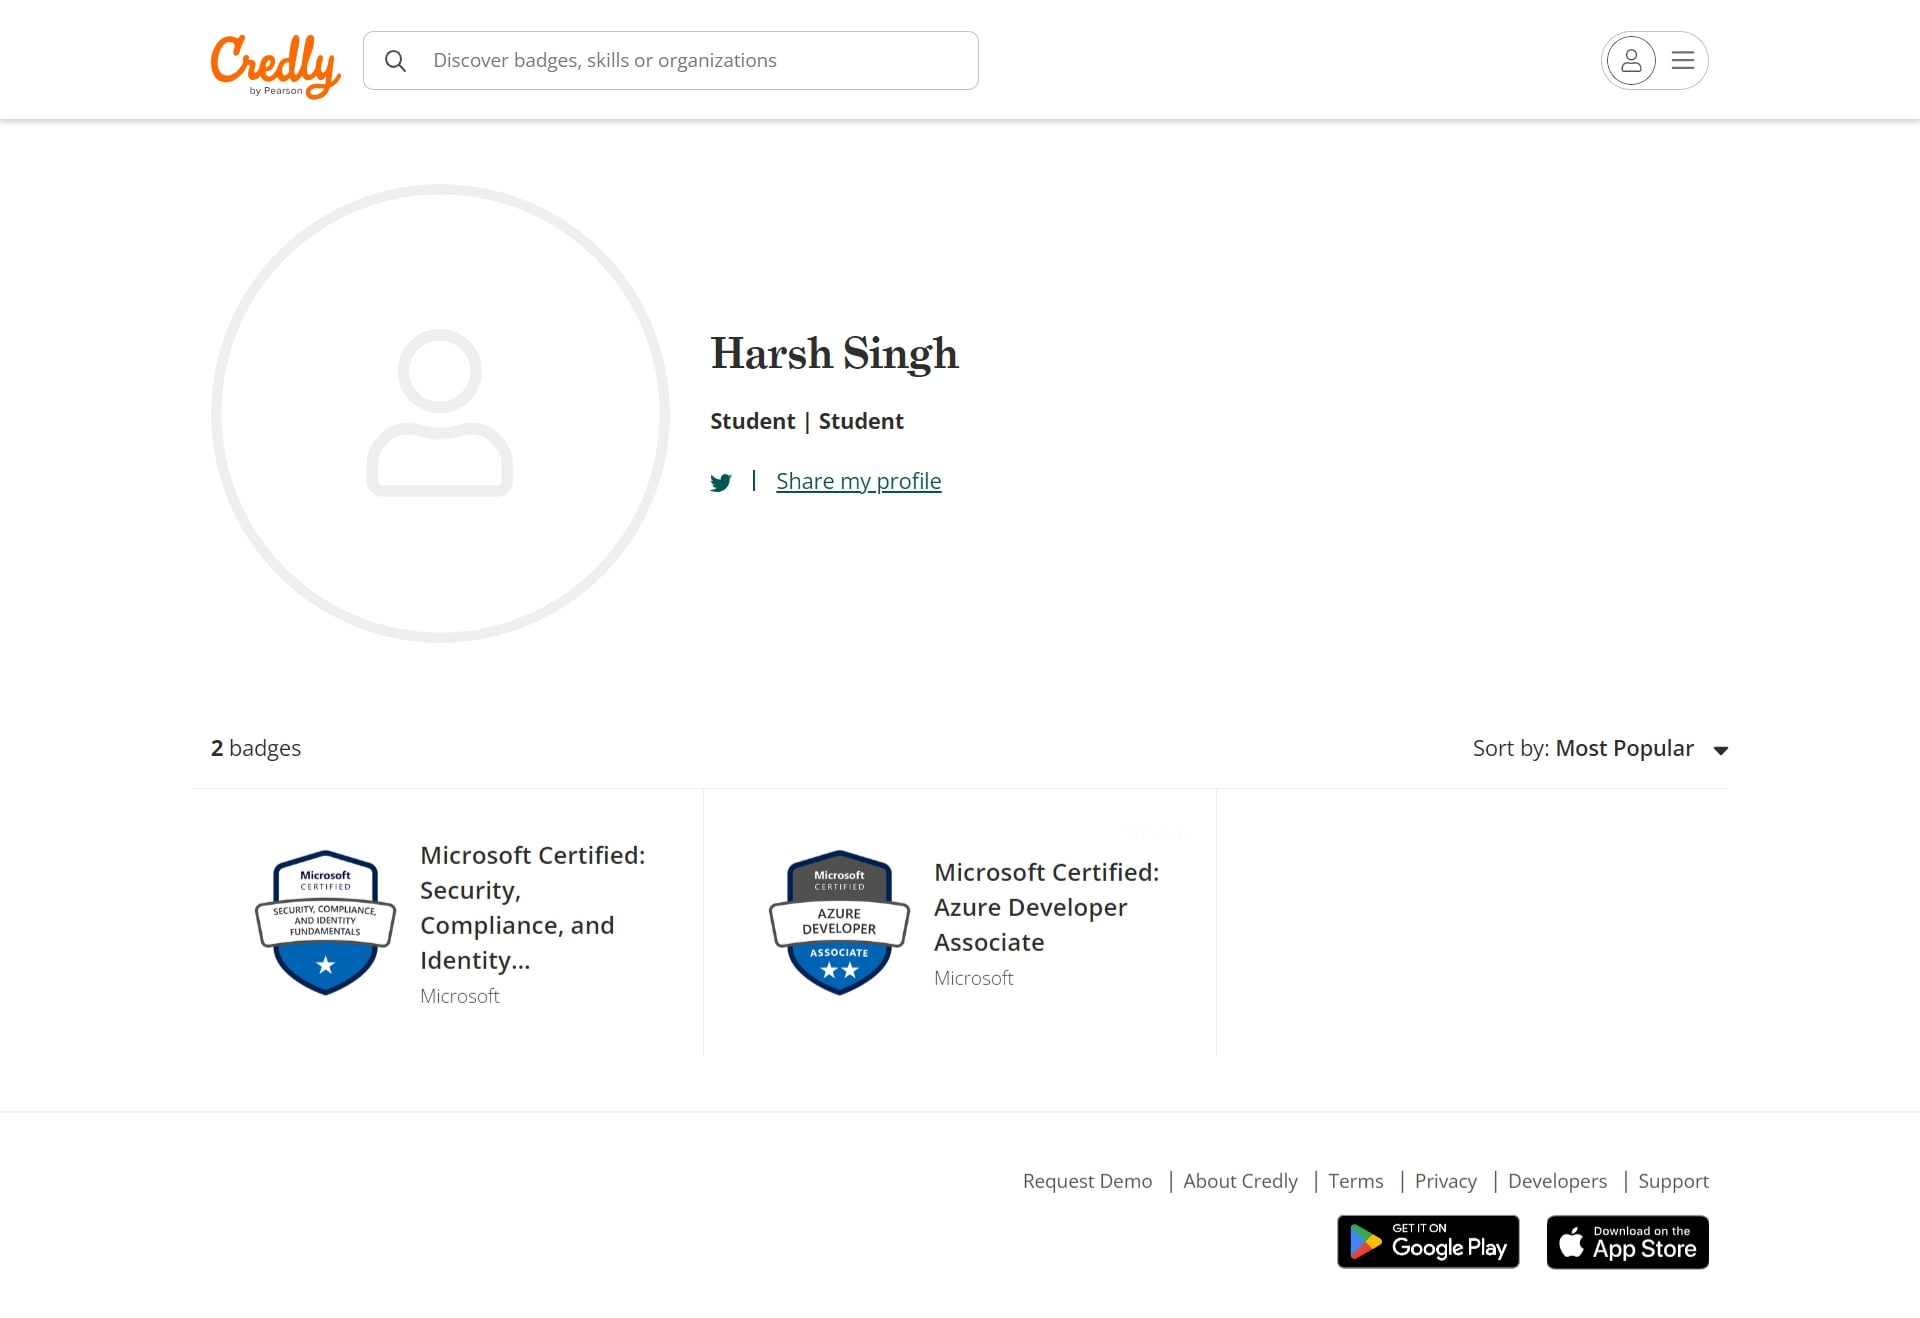 Credly
by Pearson
Discover badges, skills or organizations
Harsh Singh
Student | Student
Share my profile
2 badges
Sort by: Most Popular
Microsoft
CERTIFIED
SECURITY, COMPLIANCE,
AND IDENTITY
FUNDAMENTALS
Microsoft Certified:
Security,
Compliance, and
Identity...
Microsoft
Microsoft
CERTIFIED
AZURE
DEVELOPER
ASSOCIATE
Microsoft Certified:
Azure Developer
Associate
Microsoft
Request Demo | About Credly | Terms | Privacy | Developers | Support
GET IT ON
Google Play
Download on the
App Store